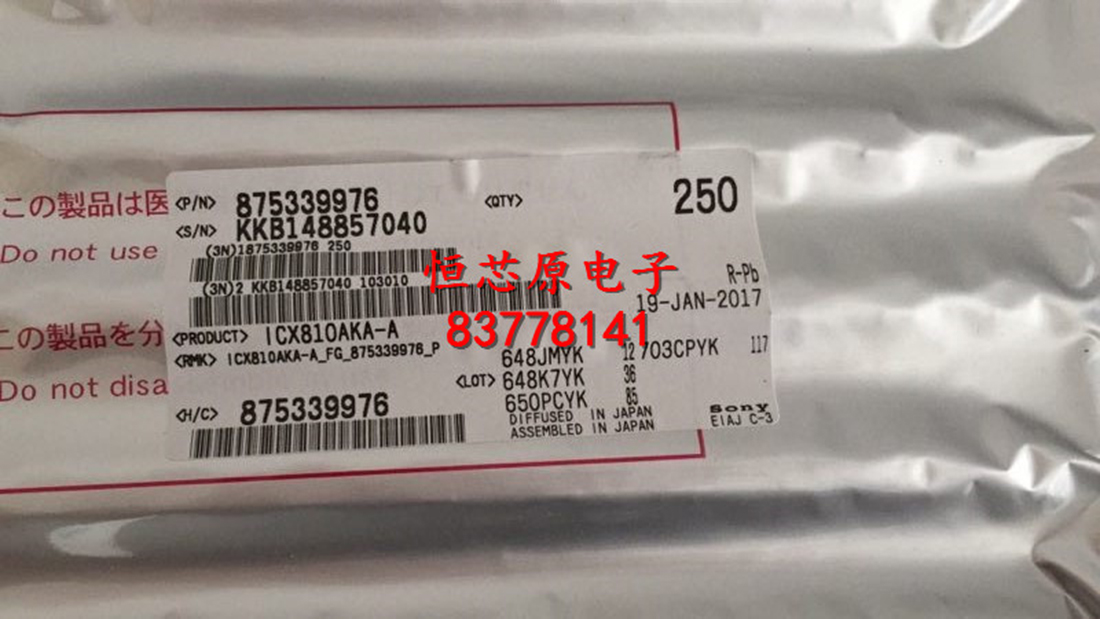 この製品は医
Do not use
この製品を分
Do not disa
<P/N> 875339976 <QTY> 250
<S/N> KKB148857040
(3N)1875339976 250
(3N)2 KKB148857040 103010
恒芯原电子
83778141
R-Pb
19-JAN-2017
<PRODUCT> ICX810AKA-A
<RMK> ICX810AKA-A_FG_875339976_P
<LOT> 648JMYK 12 703CPYK 117
648K7YK 36
650PCYK 85
<H/C> 875339976
DIFFUSED IN JAPAN
ASSEMBLED IN JAPAN
Sony
EIAJ C-3